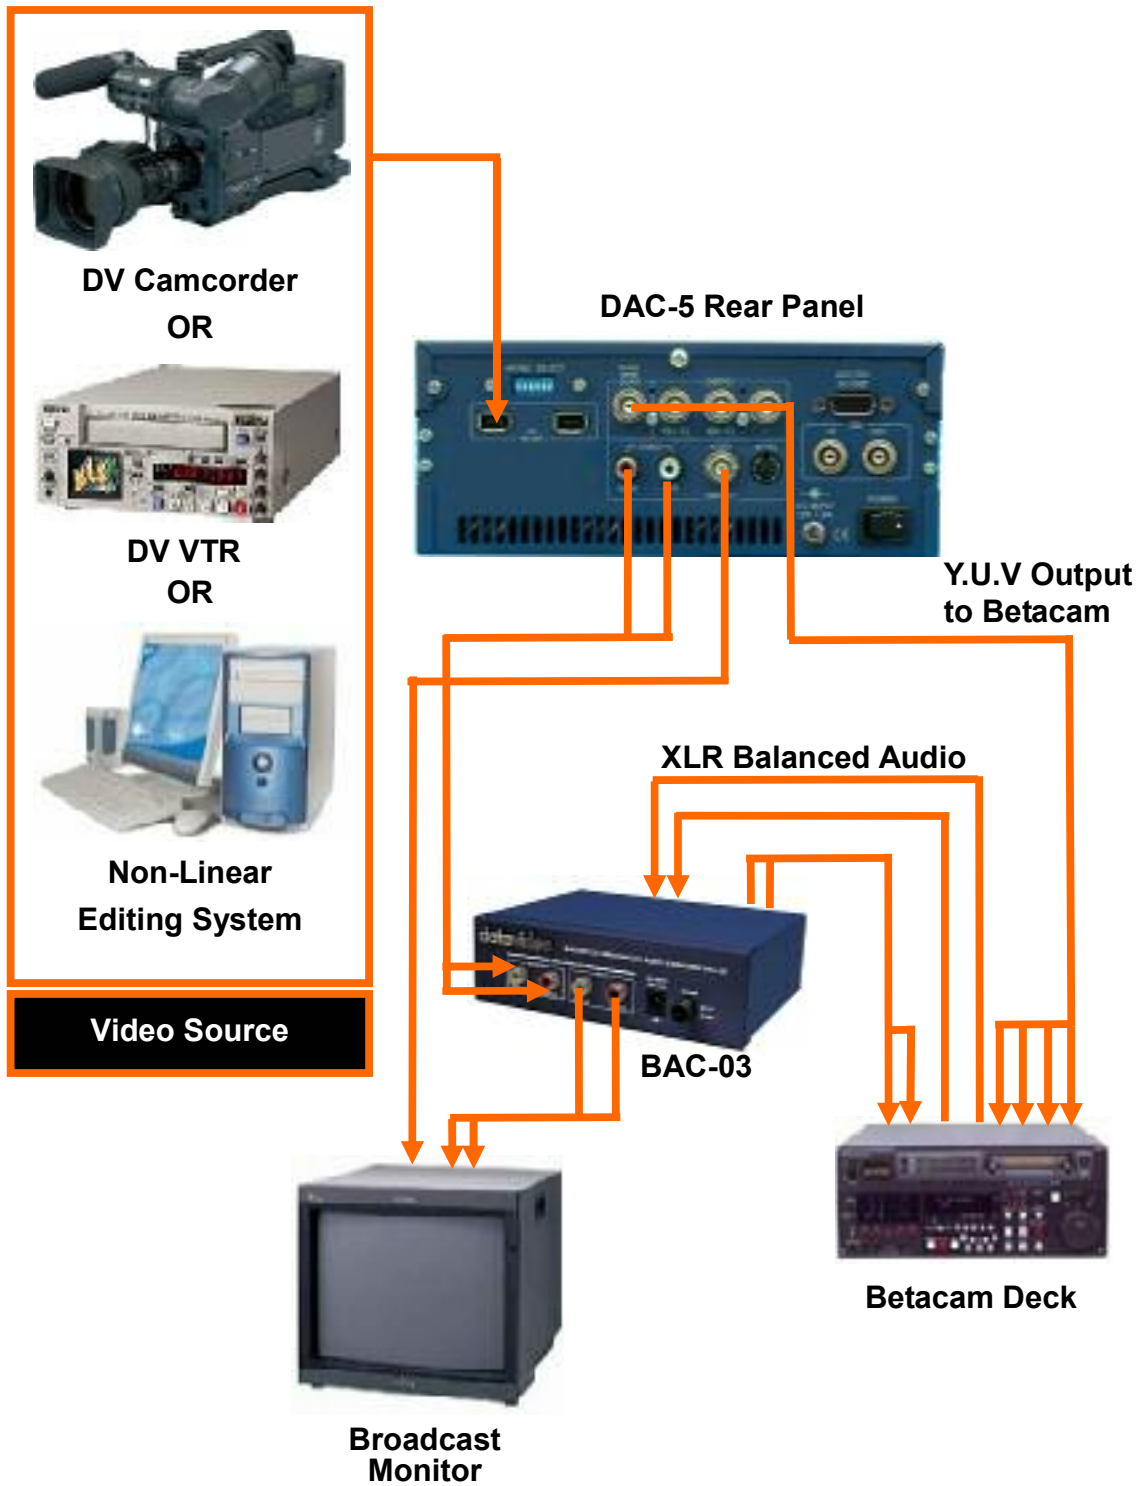 DV Camcorder
OR
DV VTR
OR
Non-Linear
Editing System
Video Source
DAC-5 Rear Panel
Y.U.V Output
to Betacam
XLR Balanced Audio
datavideo
BAC-03
Betacam Deck
Broadcast
Monitor